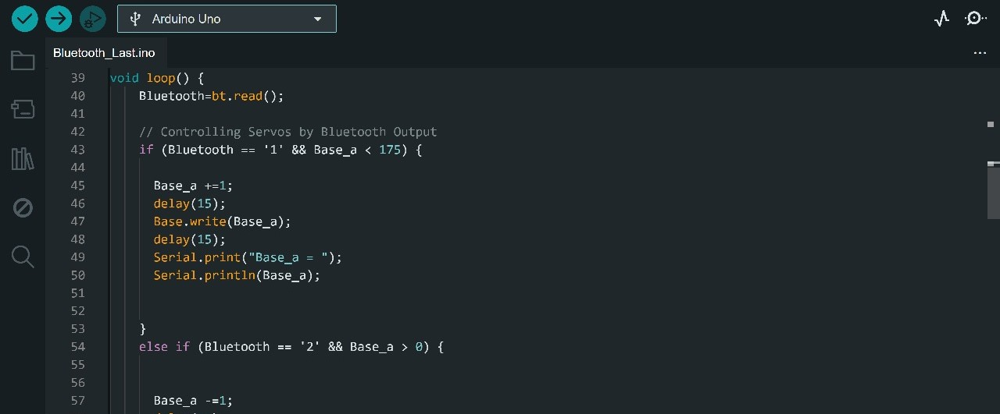 Arduino Uno
Bluetooth_Last.ino
39 void loop() {
40 Bluetooth=bt.read();
41
42 // Controlling Servos by Bluetooth Output
43 if (Bluetooth == '1' && Base_a < 175) {
44
45 Base_a +=1;
46 delay(15);
47 Base.write(Base_a);
48 delay(15);
49 Serial.print("Base_a = ");
50 Serial.println(Base_a);
51
52
53 }
54 else if (Bluetooth == '2' && Base_a > 0) {
55
56
57 Base_a -=1;